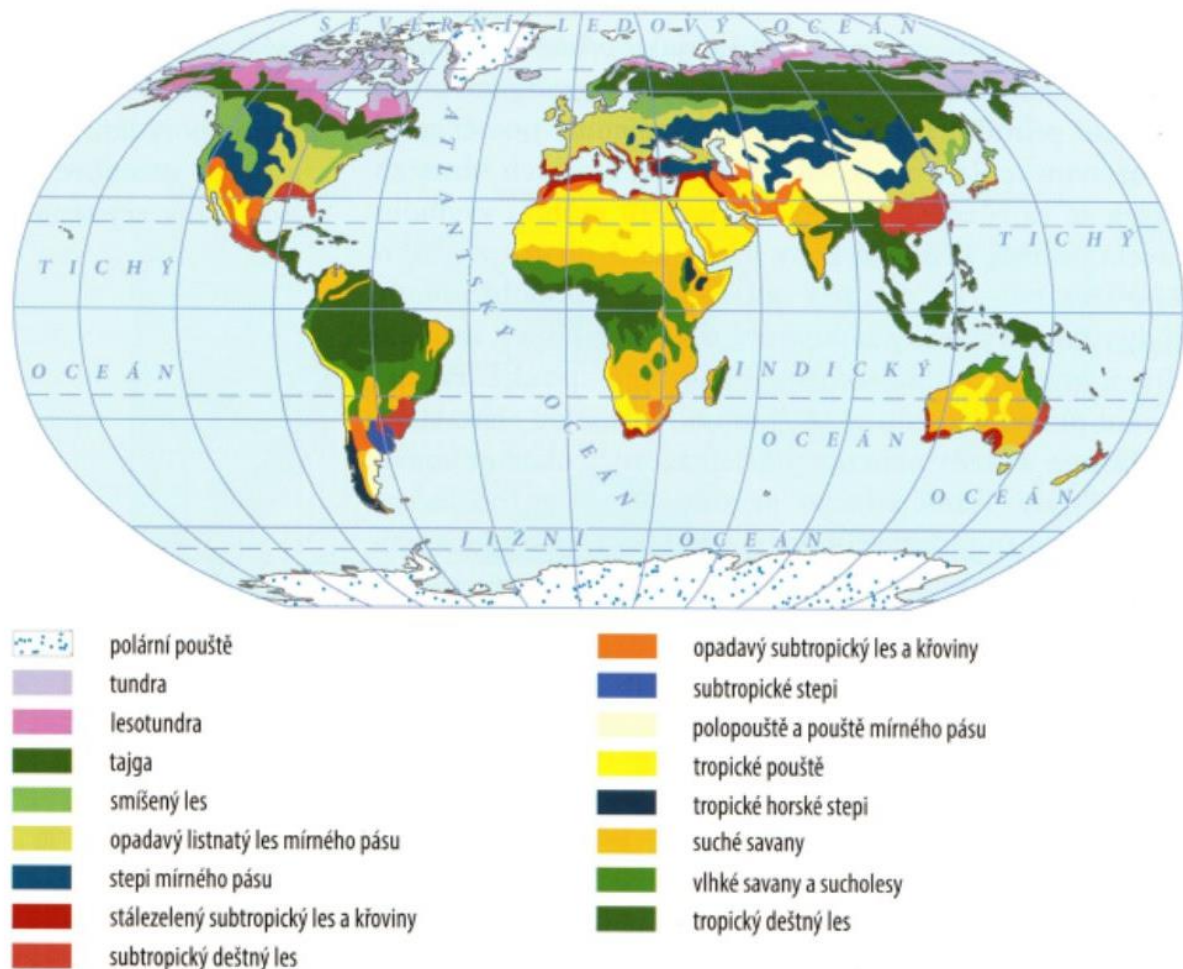 SEVERNÍ LEDOVÝ OCEÁN
ATLANTSKÝ OCEÁN
TICHÝ
OCEÁN
TICHÝ
OCEÁN
INDICKÝ
OCEÁN
JIŽNÍ OCEÁN
polární pouště
tundra
lesotundra
tajga
smíšený les
opadavý listnatý les mírného pásu
stepi mírného pásu
stálezelený subtropický les a křoviny
subtropický deštný les
opadavý subtropický les a křoviny
subtropické stepi
polopouště a pouště mírného pásu
tropické pouště
tropické horské stepi
suché savany
vlhké savany a sucholesy
tropický deštný les